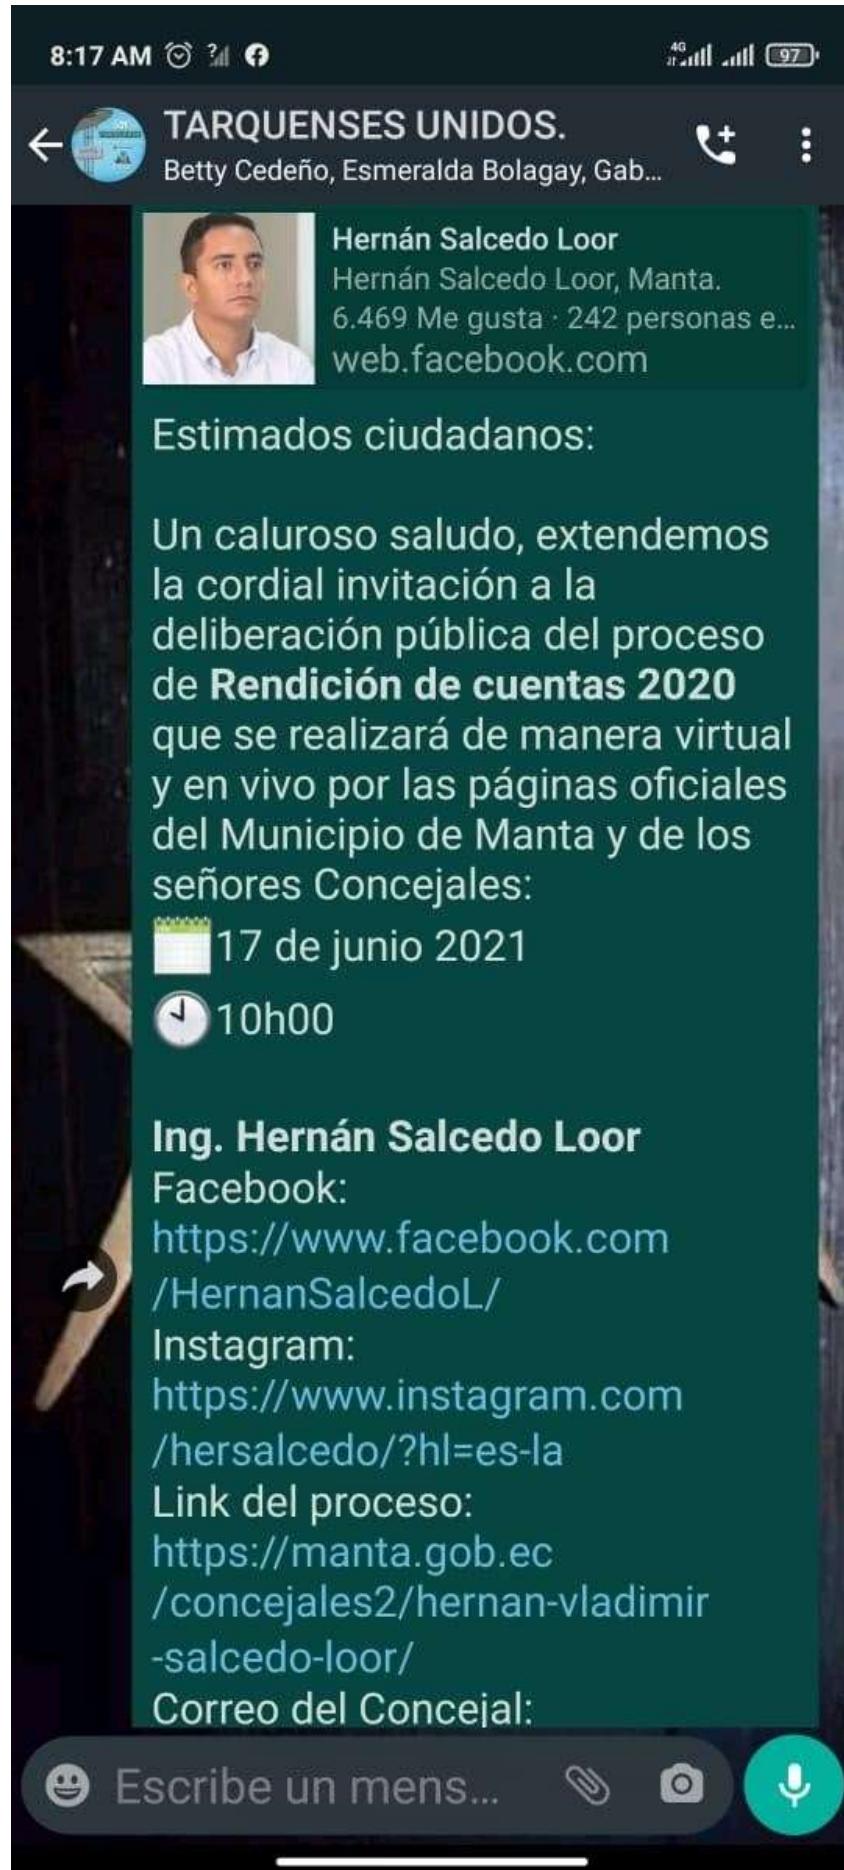 8:17 AM
4G
97
TARQUENSES UNIDOS.
Betty Cedeño, Esmeralda Bolagay, Gab...
Hernán Salcedo Loor
Hernán Salcedo Loor, Manta.
6.469 Me gusta · 242 personas e...
web.facebook.com
Estimados ciudadanos:
Un caluroso saludo, extendemos
la cordial invitación a la
deliberación pública del proceso
de Rendición de cuentas 2020
que se realizará de manera virtual
y en vivo por las páginas oficiales
del Municipio de Manta y de los
señores Concejales:
17 de junio 2021
10h00
Ing. Hernán Salcedo Loor
Facebook:
https://www.facebook.com
/HernanSalcedoL/
Instagram:
https://www.instagram.com
/hersalcedo/?hl=es-la
Link del proceso:
https://manta.gob.ec
/concejales2/hernan-vladimir
-salcedo-loor/
Correo del Concejal:
Escribe un mens...